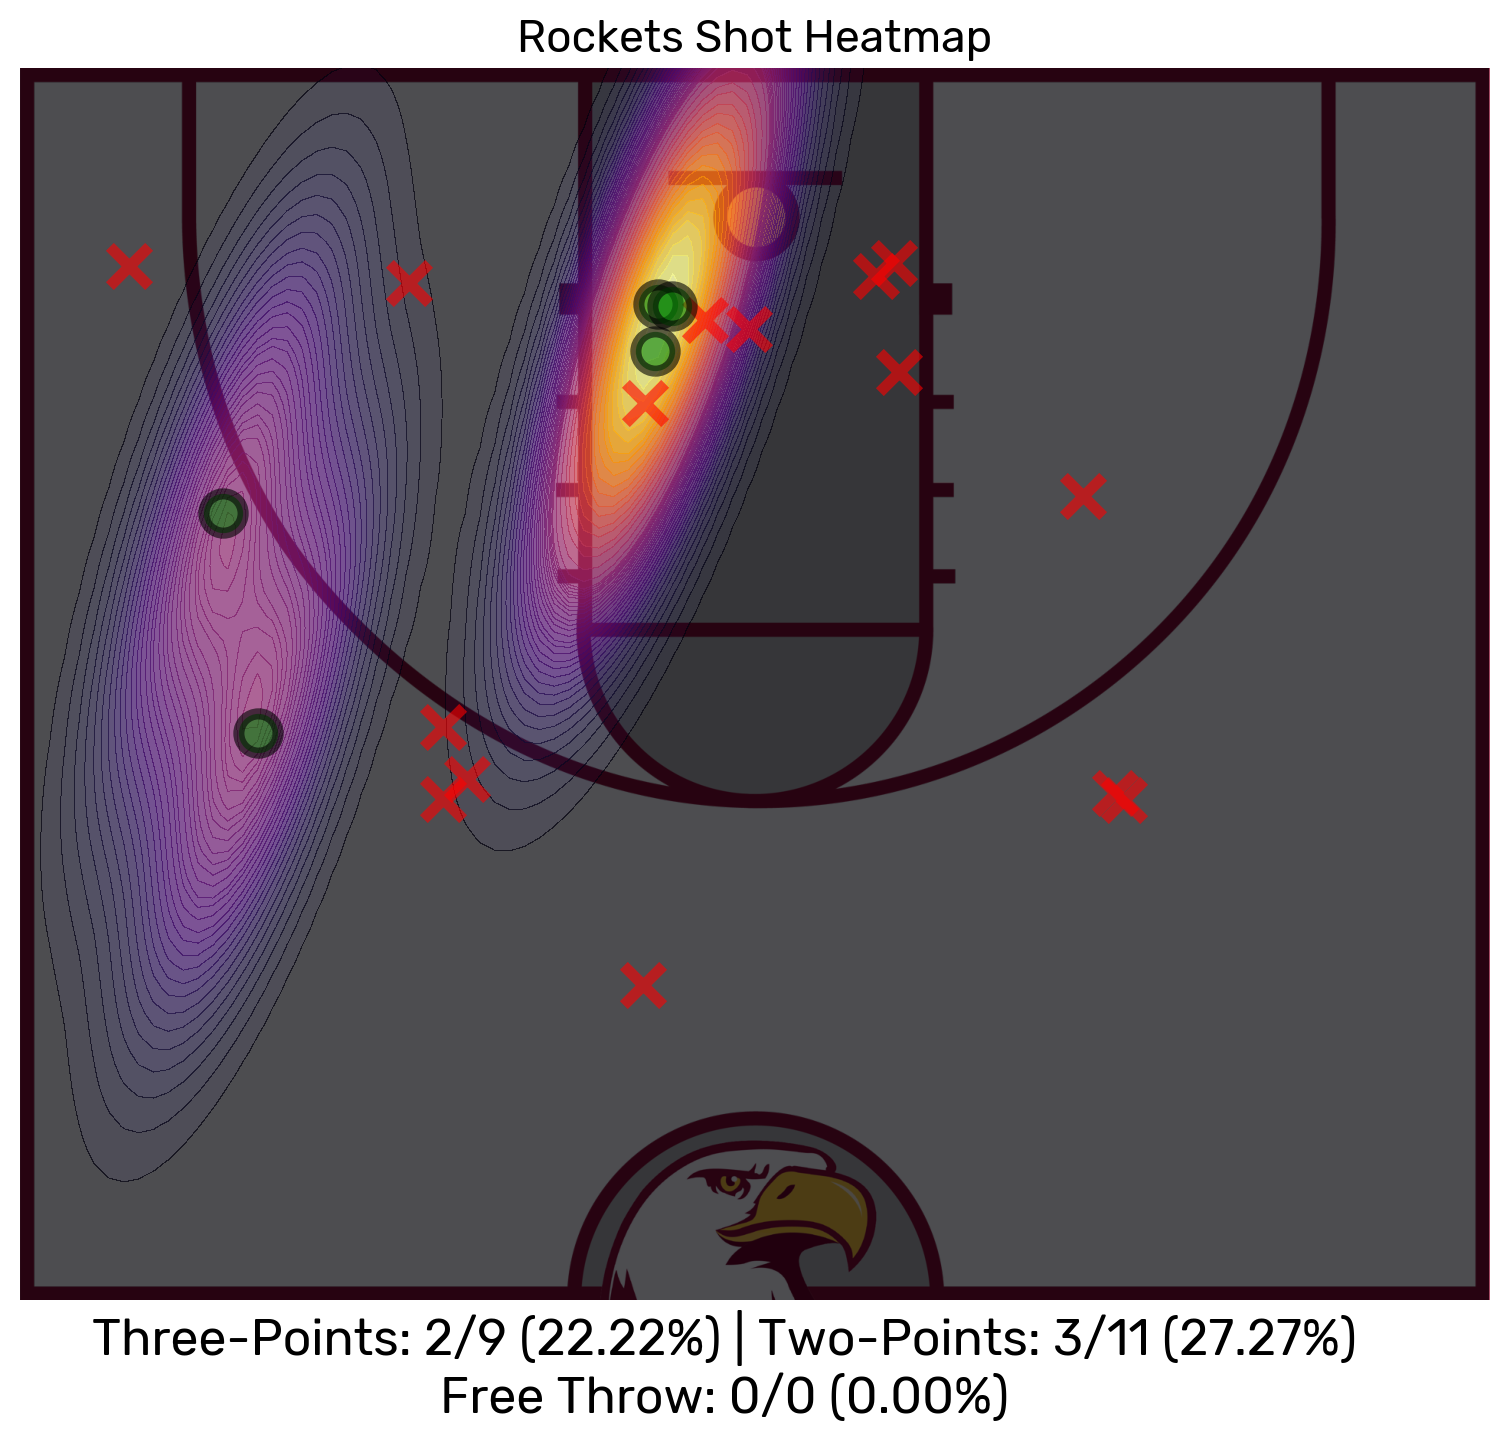 Rockets Shot Heatmap
Three-Points: 2/9 (22.22%) | Two-Points: 3/11 (27.27%)
Free Throw: 0/0 (0.00%)